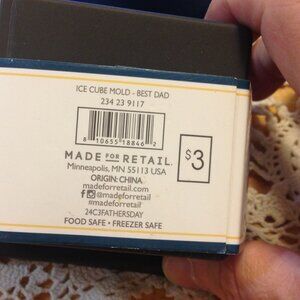 ICE CUBE MOLD - BEST DAD
234 23 9117
8 10655 18846 2
MADE FOR RETAIL.
Minneapolis, MN 55113 USA
ORIGIN: CHINA
madeforretail.com
@madeforretail
#madeforretail
24C3FATHERSDAY
FOOD SAFE • FREEZER SAFE
$3